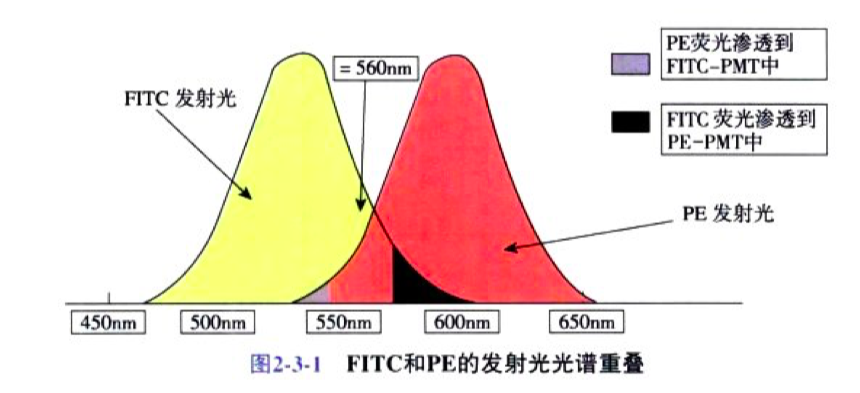 PE荧光渗透到
FITC-PMT中
= 560nm
FITC 发射光
FITC 荧光渗透到
PE-PMT中
PE 发射光
450nm
500nm
550nm
600nm
650nm
图2-3-1 FITC和PE的发射光光谱重叠